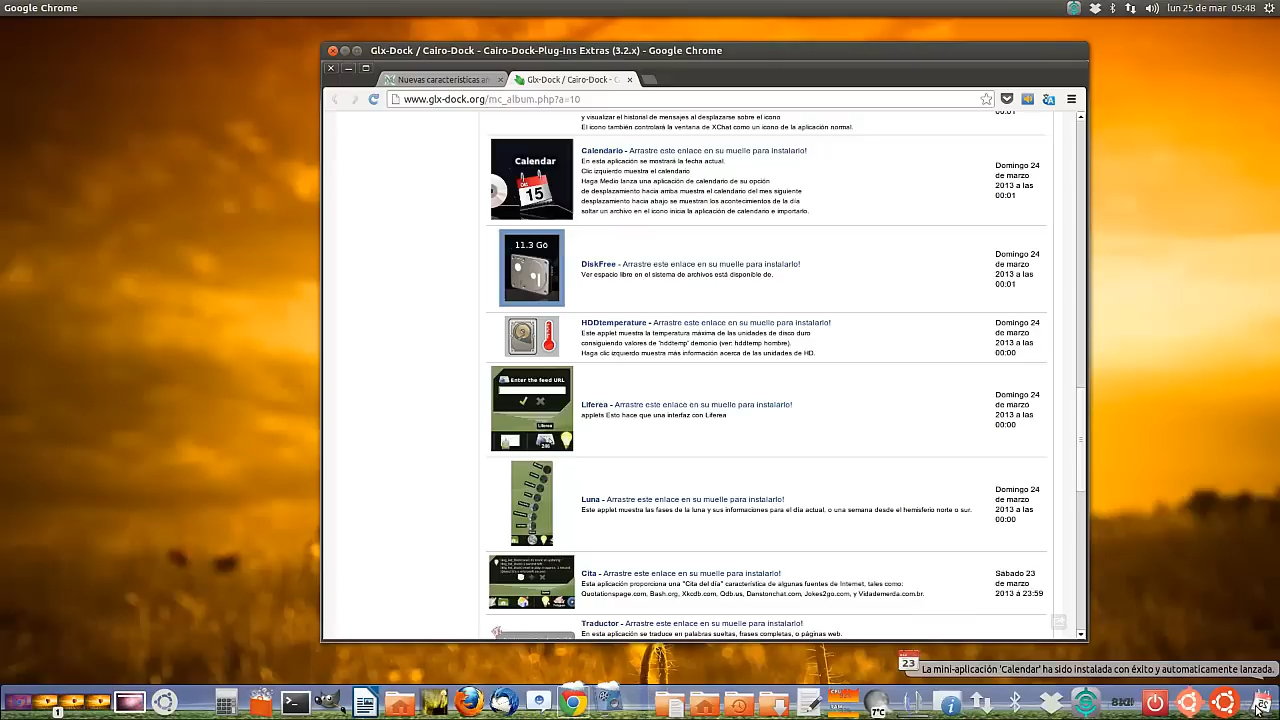 Google Chrome
lun 25 de mar 05:48
Glx-Dock / Cairo-Dock - Cairo-Dock-Plug-Ins Extras (3.2.x) - Google Chrome
Nuevas características an
Glx-Dock / Cairo-Dock - C
www.glx-dock.org/mc_album.php?a=10
y visualizar el historial de mensajes al desplazarse sobre el icono
El icono también controlará la ventana de XChat como un icono de la aplicación normal.
00:01
Calendar
15
Calendario - Arrastre este enlace en su muelle para instalarlo!
En esta aplicación se mostrará la fecha actual.
Clic izquierdo muestra el calendario
Haga Medio lanza una aplicación de calendario de su opción
de desplazamiento hacia arriba muestra el calendario del mes siguiente
desplazamiento hacia abajo se muestran los acontecimientos de la día
soltar un archivo en el icono inicia la aplicación de calendario e importarlo.
Domingo 24
de marzo
2013 a las
00:01
11.3 Go
DiskFree - Arrastre este enlace en su muelle para instalarlo!
Ver espacio libre en el sistema de archivos está disponible de.
Domingo 24
de marzo
2013 a las
00:01
HDDtemperature - Arrastre este enlace en su muelle para instalarlo!
Este applet muestra la temperatura máxima de las unidades de disco duro
consiguiendo valores de 'hddtemp' demonio (ver: hddtemp hombre).
Haga clic izquierdo muestra más información acerca de las unidades de HD.
Domingo 24
de marzo
2013 a las
00:00
Enter the feed URL
Liferea
Liferea - Arrastre este enlace en su muelle para instalarlo!
applets Esto hace que una interfaz con Liferea
Domingo 24
de marzo
2013 a las
00:00
Luna - Arrastre este enlace en su muelle para instalarlo!
Este applet muestra las fases de la luna y sus informaciones para el día actual, o una semana desde el hemisferio norte o sur.
Domingo 24
de marzo
2013 a las
00:00
Cita - Arrastre este enlace en su muelle para instalarlo!
Esta aplicación proporciona una "Cita del día" característica de algunas fuentes de Internet, tales como:
Quotationspage.com, Bash.org, Xkcdb.com, Qdb.us, Danstonchat.com, Jokes2go.com, y Vidademerda.com.br.
Sábado 23
de marzo
2013 á 23:59
Traductor - Arrastre este enlace en su muelle para instalarlo!
En esta aplicación se traduce en palabras sueltas, frases completas, o páginas web.
23
La mini-aplicación 'Calendar' ha sido instalada con éxito y automaticamente lanzada.
1
7°C